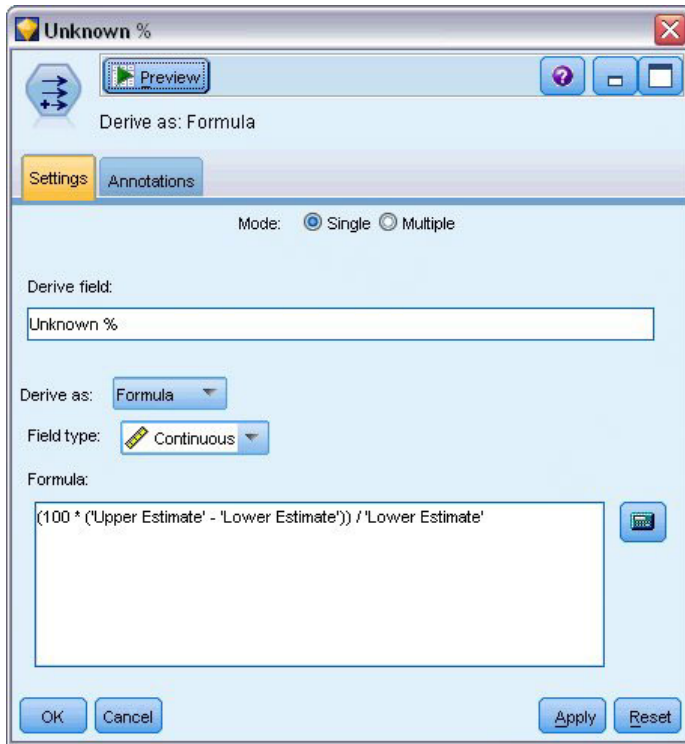 Unknown %
Preview
Derive as: Formula
Settings
Annotations
Mode: Single Multiple
Derive field:
Unknown %
Derive as: Formula
Field type: Continuous
Formula:
(100 * ('Upper Estimate' - 'Lower Estimate')) / 'Lower Estimate'
OK Cancel Apply Reset